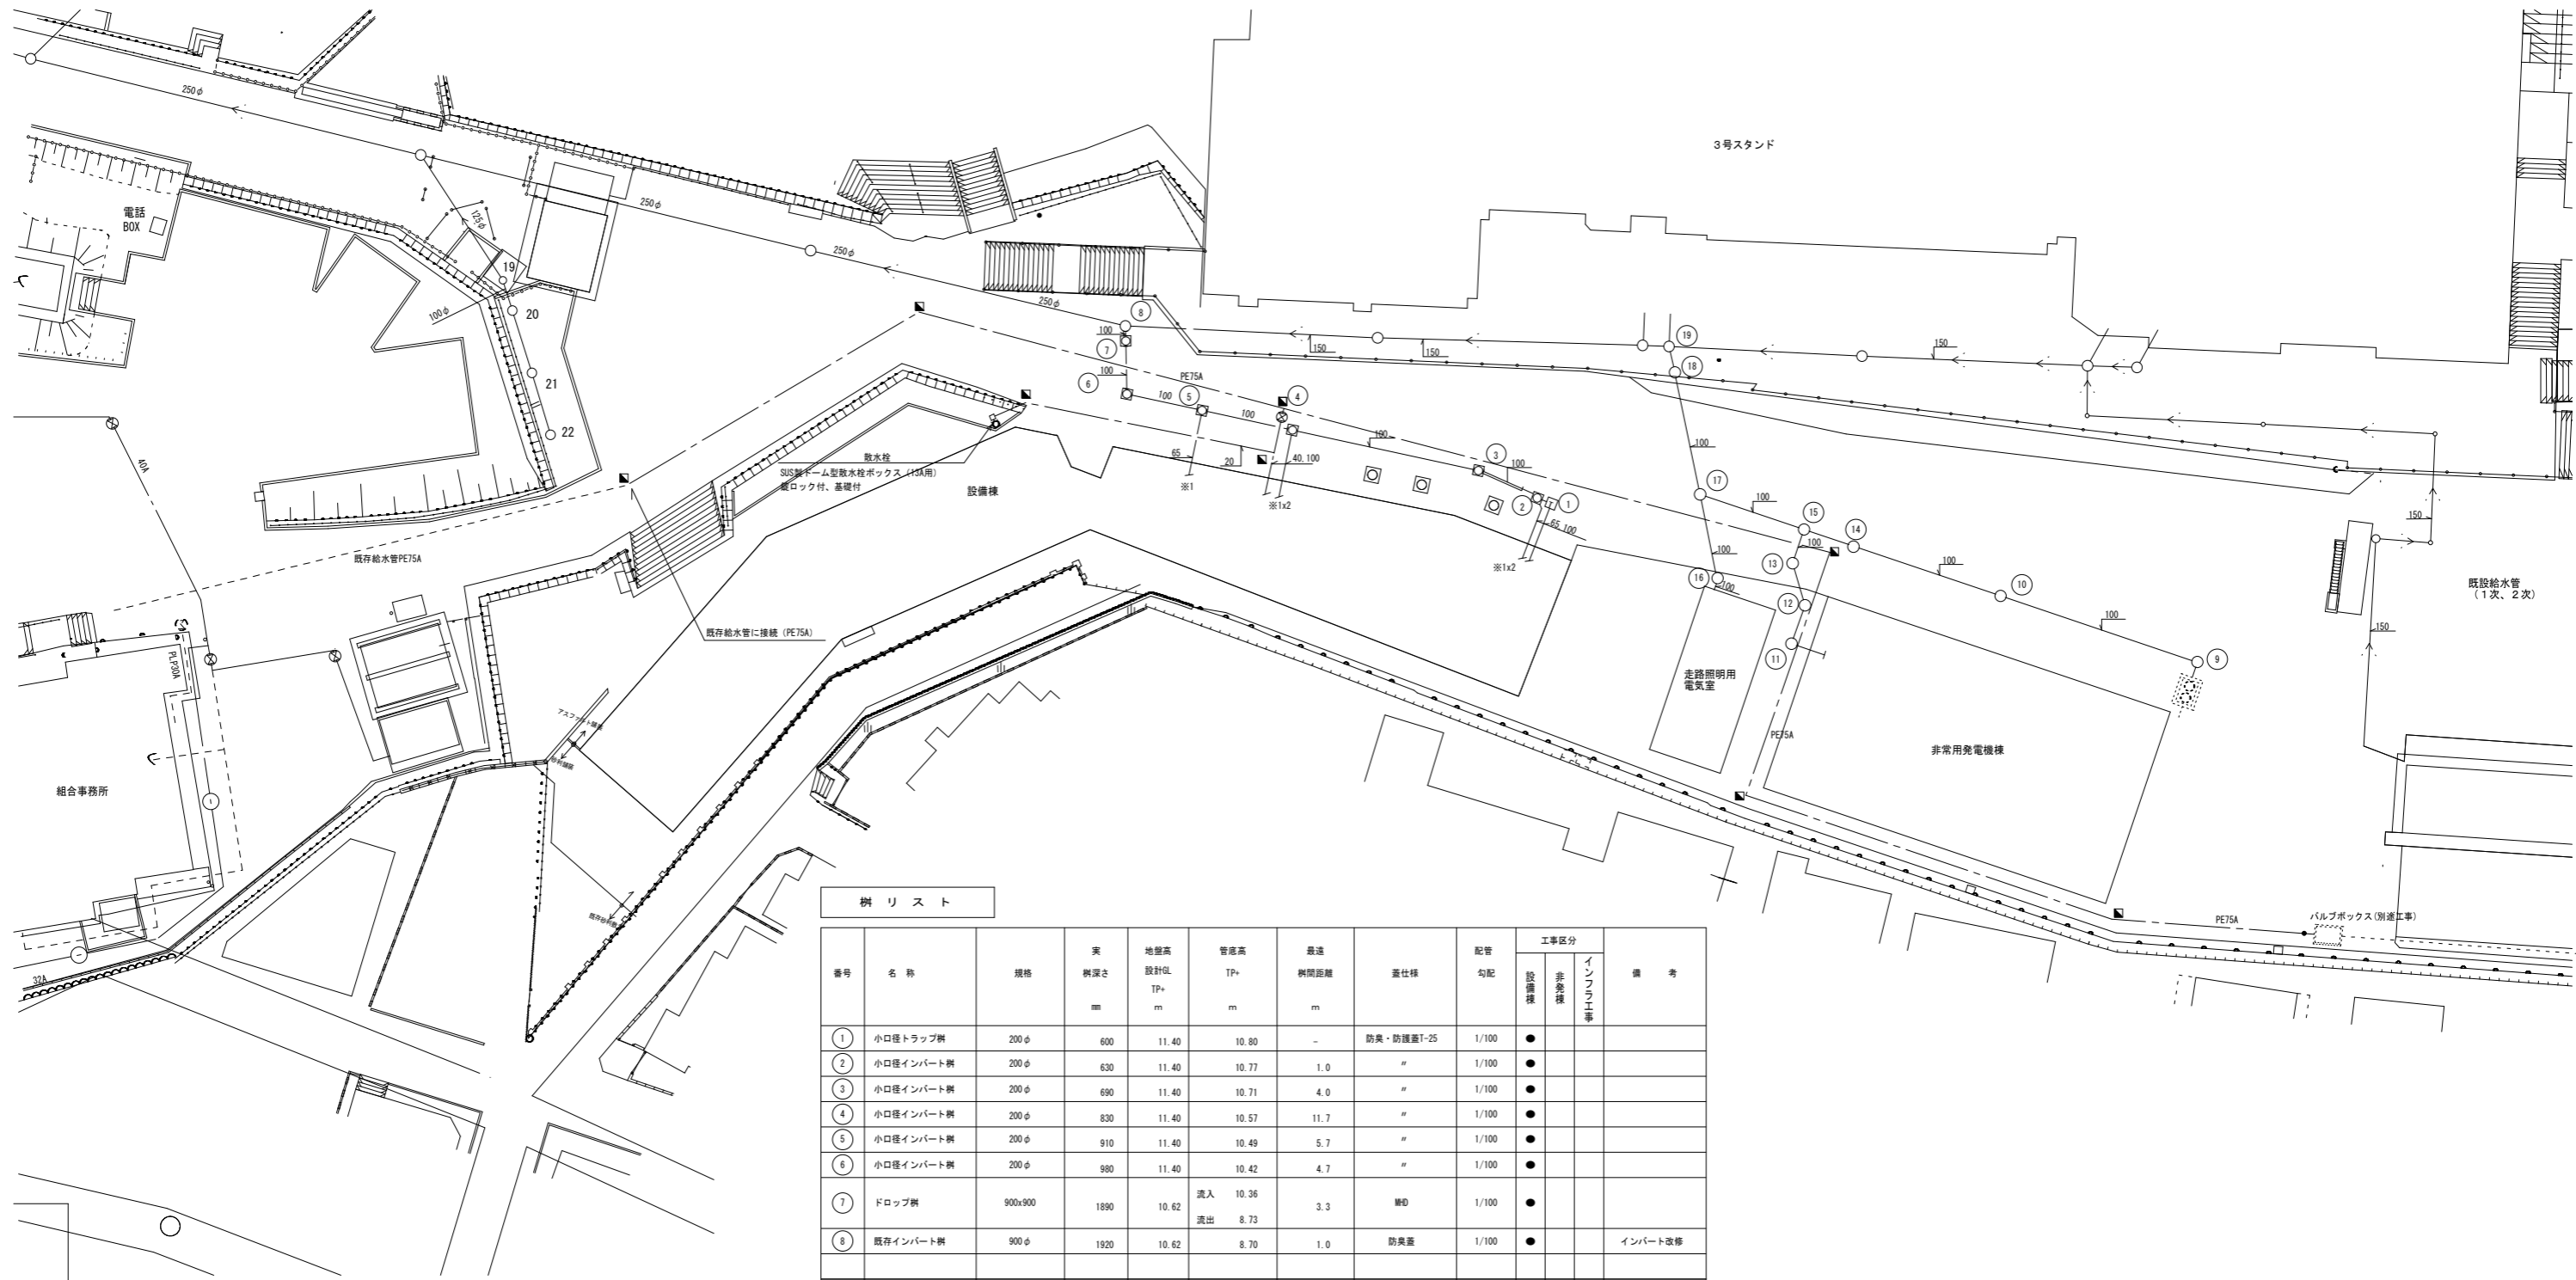 3号スタンド
250φ
電話
BOX
125φ
250φ
250φ
250φ
19
20
100φ
21
22
40A
8
100
7
100
6
PE75A
100
5
100
4
150
150
19
150
18
100
3
100
2
1
65
※1
20
40,100
※1x2
65,100
※1x2
散水栓
SUS製ドーム型散水栓ボックス（13A用）
錠ロック付、基礎付
設備棟
既存給水管PE75A
既存給水管に接続（PE75A）
100
17
100
15
14
100
13
100
16
100
12
11
100
10
100
9
150
150
既設給水管
（1次、2次）
走路照明用
電気室
PE75A
非常用発電機棟
PLP30A
アスファルト舗装
砂利舗装
組合事務所
1
1
32A
PE75A
バルブボックス(別途工事)
桝リスト
番号 名称 規格 実桝深さ mm 地盤高 設計GL TP+ m 管底高 TP+ m 最遠桝間距離 m 蓋仕様 配管勾配 工事区分 設備棟 非発棟 インフラ工事 備考
1 小口径トラップ桝 200φ 600 11.40 10.80 - 防臭・防護蓋T-25 1/100 ●
2 小口径インバート桝 200φ 630 11.40 10.77 1.0 〃 1/100 ●
3 小口径インバート桝 200φ 690 11.40 10.71 4.0 〃 1/100 ●
4 小口径インバート桝 200φ 830 11.40 10.57 11.7 〃 1/100 ●
5 小口径インバート桝 200φ 910 11.40 10.49 5.7 〃 1/100 ●
6 小口径インバート桝 200φ 980 11.40 10.42 4.7 〃 1/100 ●
7 ドロップ桝 900x900 1890 10.62 流入 10.36 流出 8.73 3.3 MHD 1/100 ●
8 既存インバート桝 900φ 1920 10.62 8.70 1.0 防臭蓋 1/100 ● インバート改修